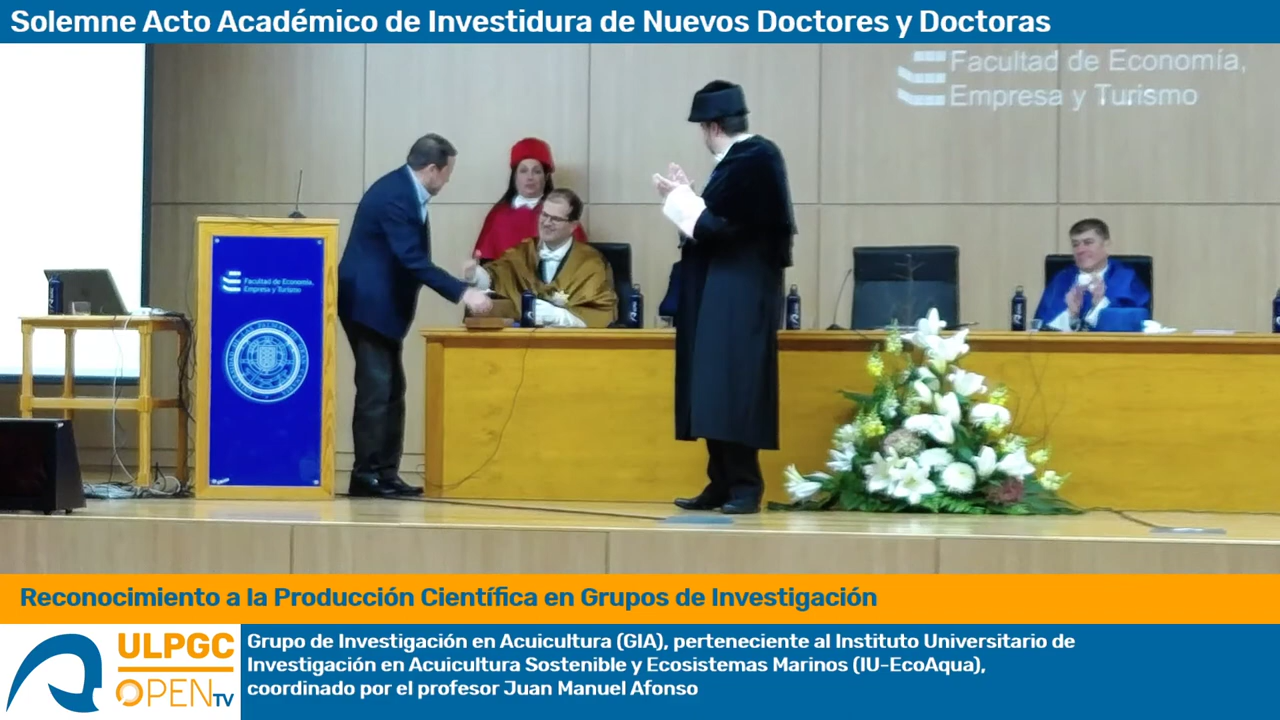 Solemne Acto Académico de Investidura de Nuevos Doctores y Doctoras
Facultad de Economía,
Empresa y Turismo
Facultad de Economía,
Empresa y Turismo
Reconocimiento a la Producción Científica en Grupos de Investigación
ULPGC
OPEN TV
Grupo de Investigación en Acuicultura (GIA), perteneciente al Instituto Universitario de
Investigación en Acuicultura Sostenible y Ecosistemas Marinos (IU-EcoAqua),
coordinado por el profesor Juan Manuel Afonso